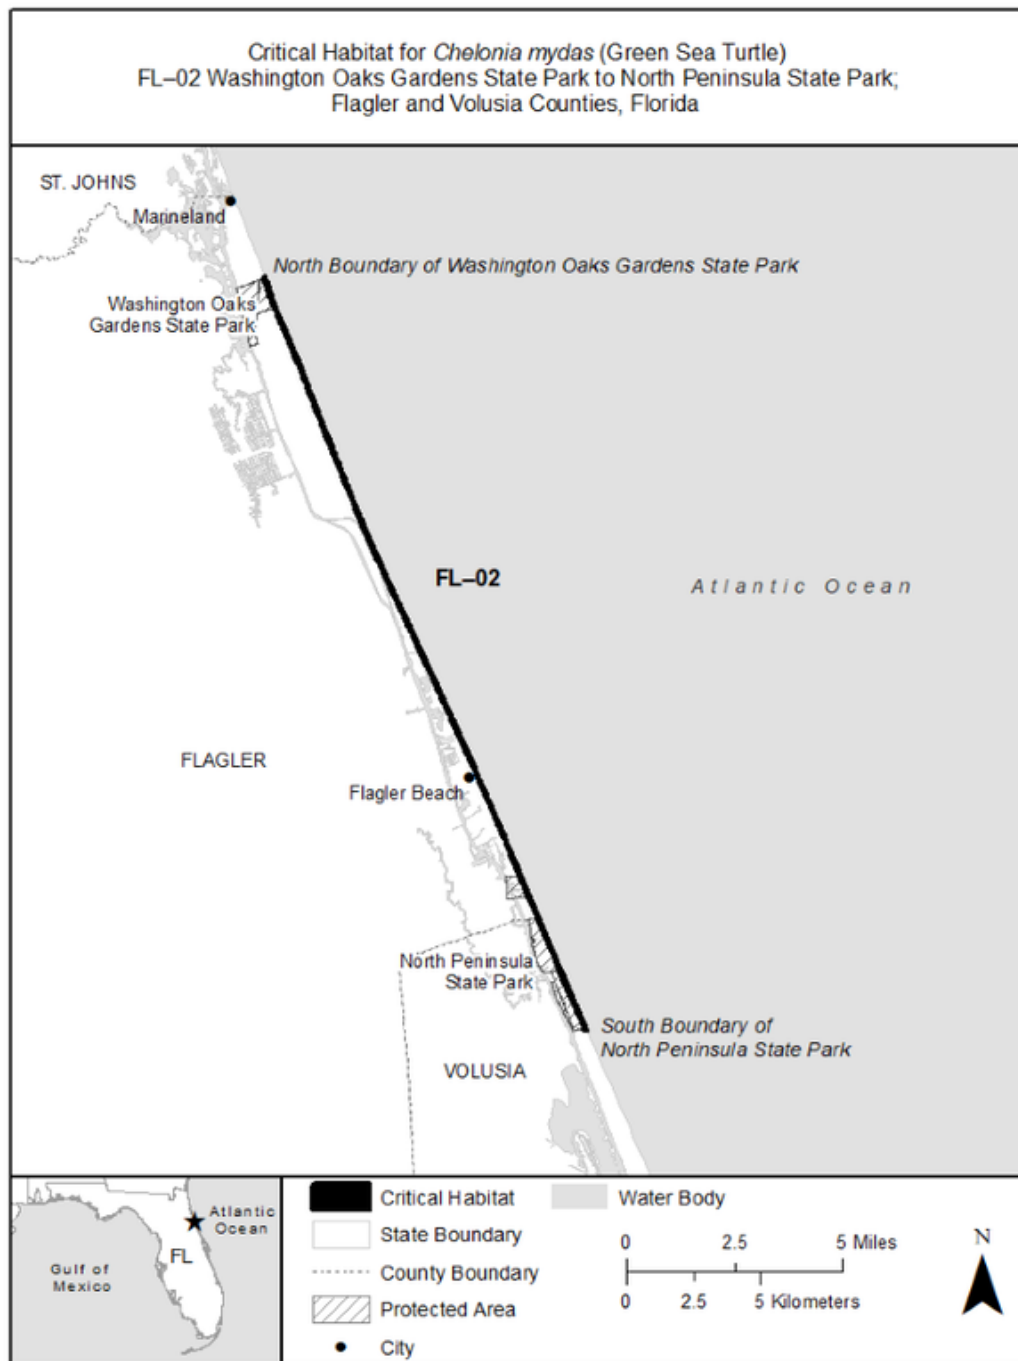 Critical Habitat for Chelonia mydas (Green Sea Turtle)
FL–02 Washington Oaks Gardens State Park to North Peninsula State Park;
Flagler and Volusia Counties, Florida
ST. JOHNS
Marineland
North Boundary of Washington Oaks Gardens State Park
Washington Oaks
Gardens State Park
FL–02
Atlantic Ocean
FLAGLER
Flagler Beach
North Peninsula
State Park
South Boundary of
North Peninsula State Park
VOLUSIA
Atlantic
Ocean
FL
Gulf of
Mexico
Critical Habitat
State Boundary
County Boundary
Protected Area
City
Water Body
0 2.5 5 Miles
0 2.5 5 Kilometers
N